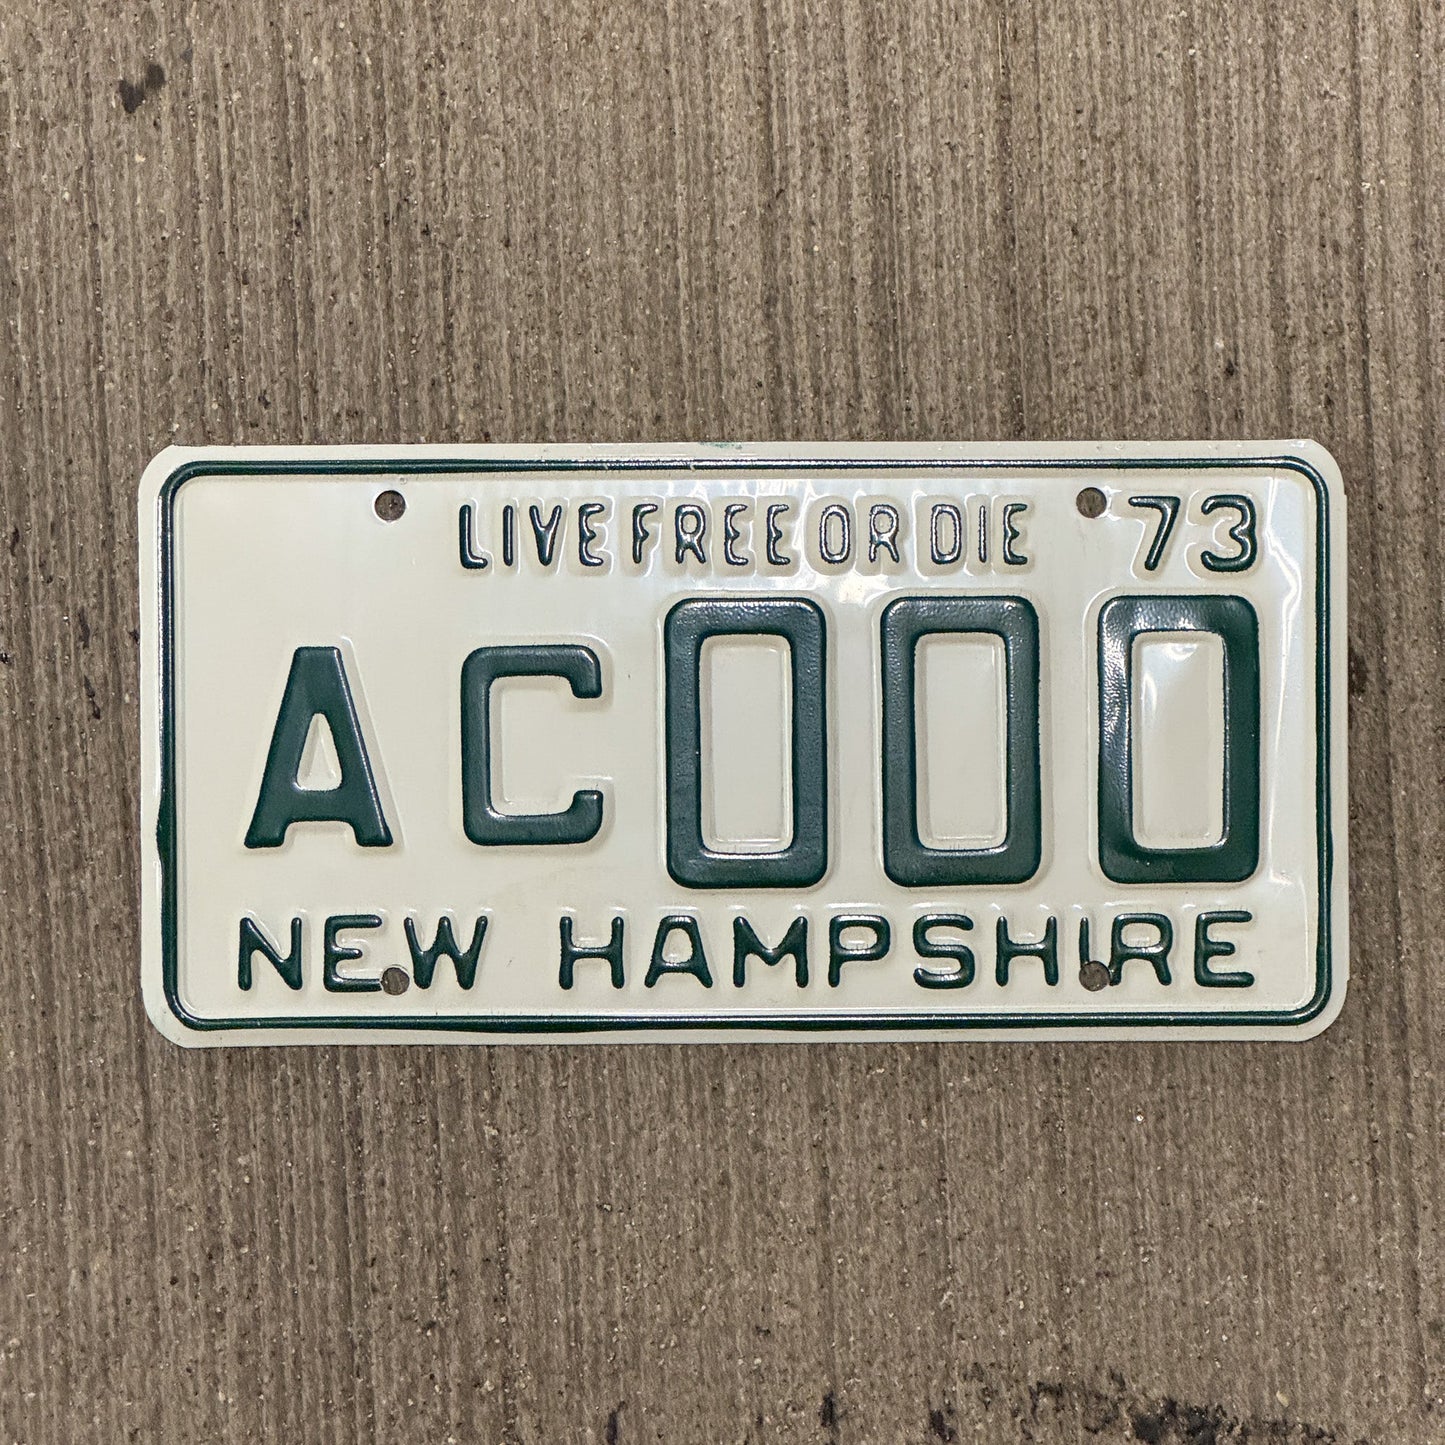 LIVE FREE OR DIE 73
AC000
NEW HAMPSHIRE